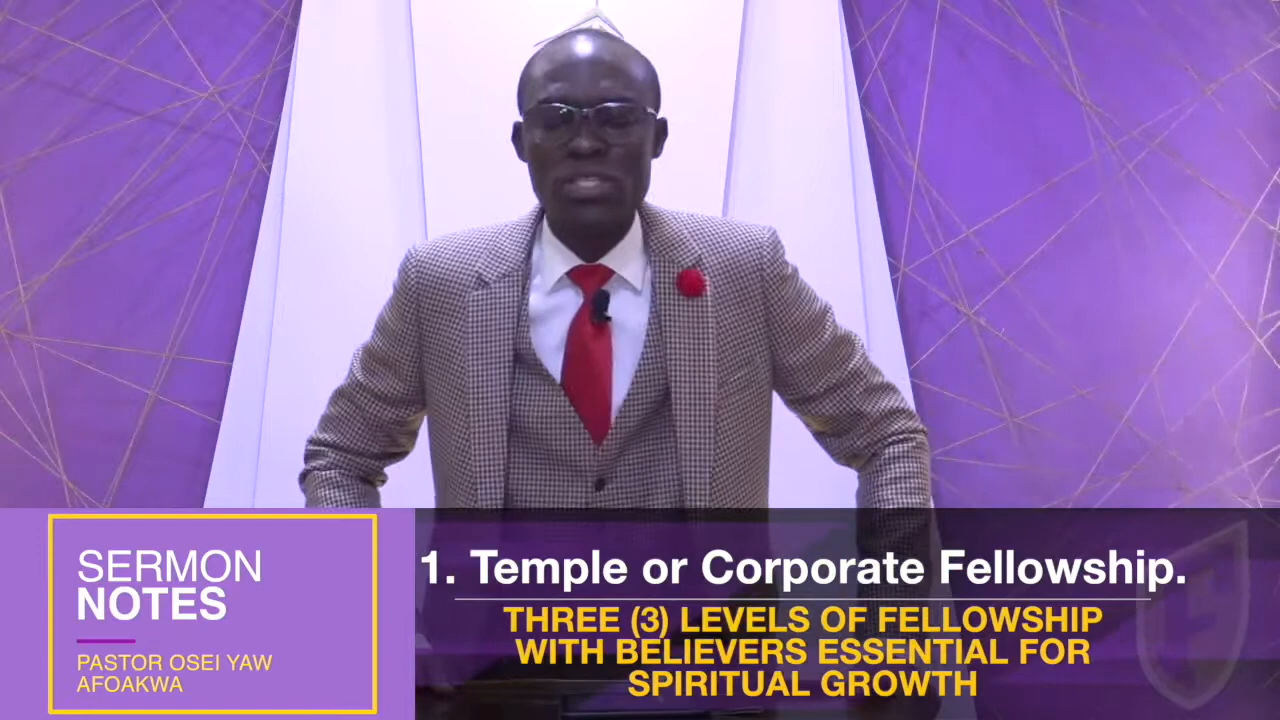 SERMON
NOTES
PASTOR OSEI YAW
AFOAKWA
1. Temple or Corporate Fellowship.
THREE (3) LEVELS OF FELLOWSHIP
WITH BELIEVERS ESSENTIAL FOR
SPIRITUAL GROWTH